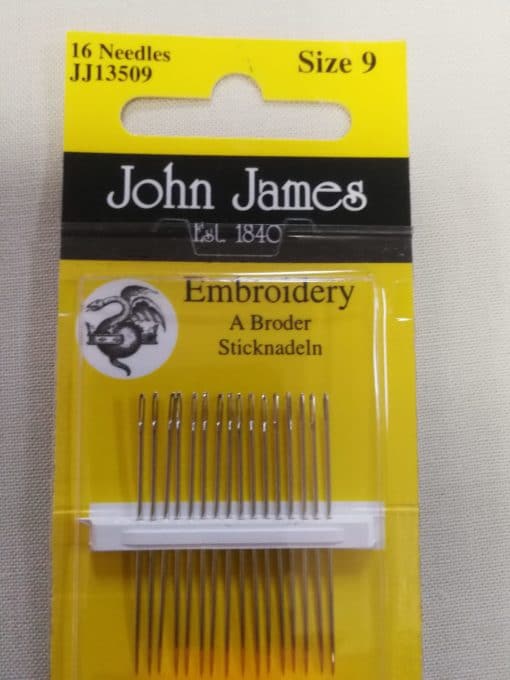 16 Needles
JJ13509
Size 9
John James
Est. 1840
Embroidery
A Broder
Sticknadeln